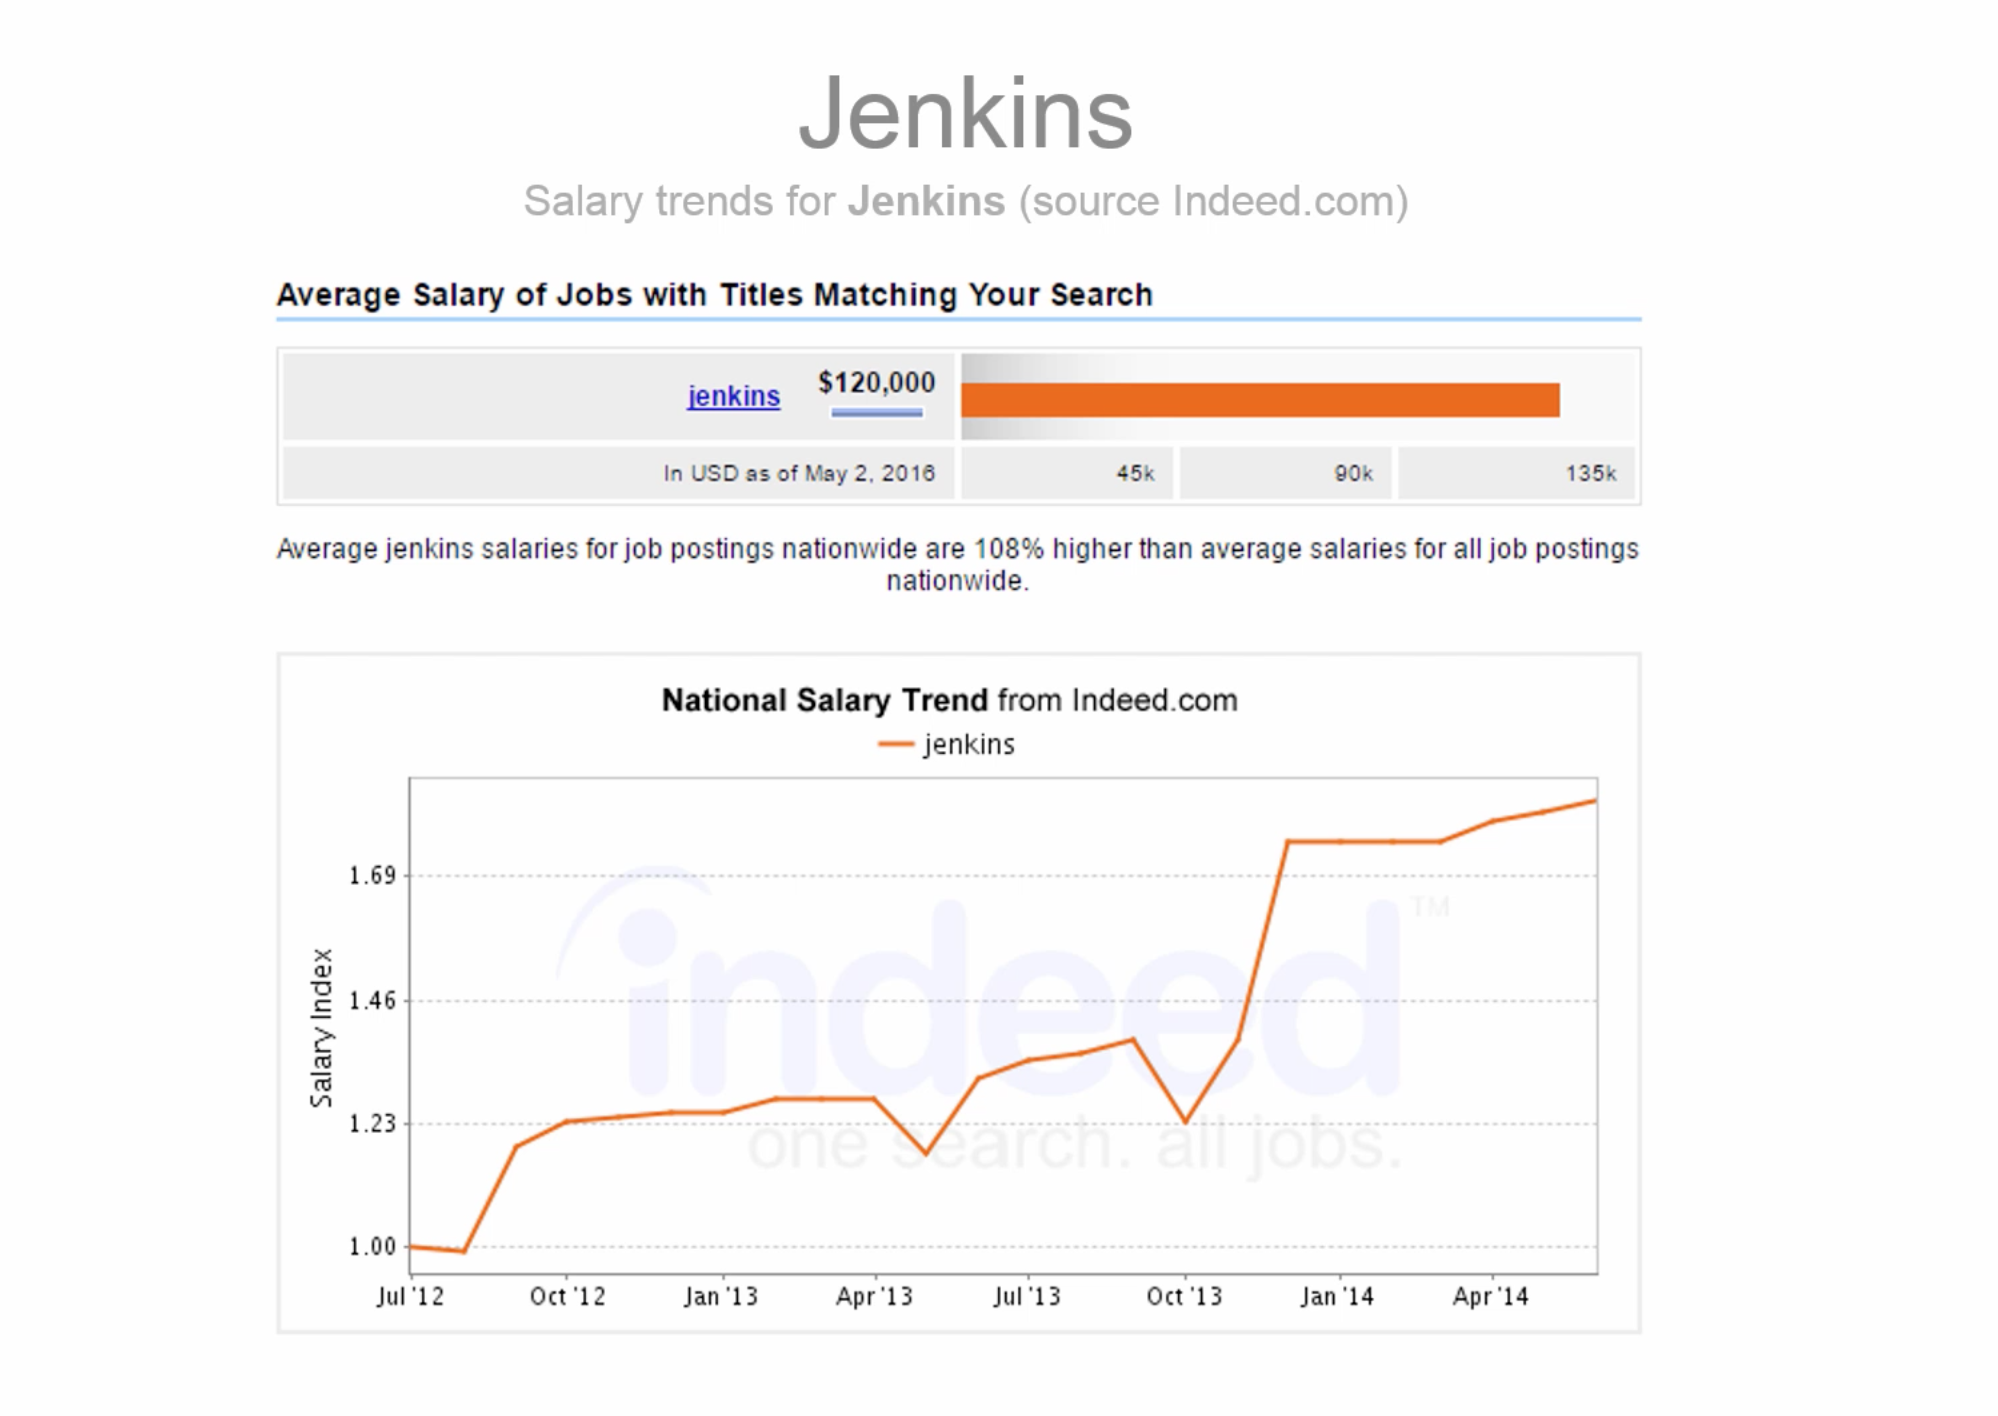 Jenkins
Salary trends for Jenkins (source Indeed.com)
Average Salary of Jobs with Titles Matching Your Search
jenkins $120,000
In USD as of May 2, 2016 45k 90k 135k
Average jenkins salaries for job postings nationwide are 108% higher than average salaries for all job postings
nationwide.
National Salary Trend from Indeed.com
jenkins
Salary Index
1.69
1.46
1.23
1.00
indeed TM
one search. all jobs.
Jul '12 Oct '12 Jan '13 Apr '13 Jul '13 Oct '13 Jan '14 Apr '14